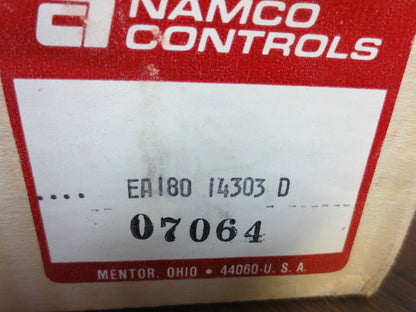 NAMCO
CONTROLS
EA180 14303 D
07064
MENTOR, OHIO • 44060-U. S. A.